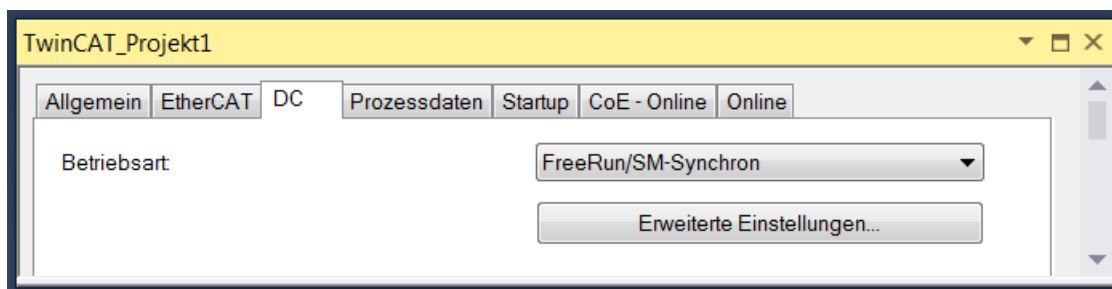 TwinCAT_Projekt1
Allgemein EtherCAT DC Prozessdaten Startup CoE - Online Online
Betriebsart: FreeRun/SM-Synchron
Erweiterte Einstellungen...